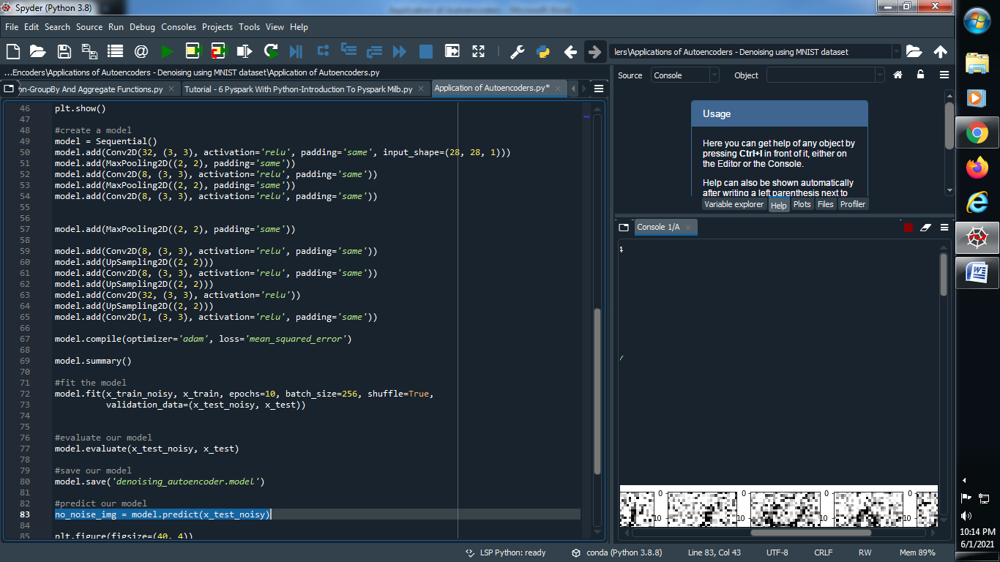 Spyder (Python 3.8)
File Edit Search Source Run Debug Consoles Projects Tools View Help
lers\Applications of Autoencoders - Denoising using MNIST dataset
...Encoders\Applications of Autoencoders - Denoising using MNIST dataset\Application of Autoencoders.py
on-GroupBy And Aggregate Functions.py
Tutorial - 6 Pyspark With Python-Introduction To Pyspark Mlib.py
Application of Autoencoders.py*
46 plt.show()
47
48 #create a model
49 model = Sequential()
50 model.add(Conv2D(32, (3, 3), activation='relu', padding='same', input_shape=(28, 28, 1)))
51 model.add(MaxPooling2D((2, 2), padding='same'))
52 model.add(Conv2D(8, (3, 3), activation='relu', padding='same'))
53 model.add(MaxPooling2D((2, 2), padding='same'))
54 model.add(Conv2D(8, (3, 3), activation='relu', padding='same'))
55
56
57 model.add(MaxPooling2D((2, 2), padding='same'))
58
59 model.add(Conv2D(8, (3, 3), activation='relu', padding='same'))
60 model.add(UpSampling2D((2, 2)))
61 model.add(Conv2D(8, (3, 3), activation='relu', padding='same'))
62 model.add(UpSampling2D((2, 2)))
63 model.add(Conv2D(32, (3, 3), activation='relu'))
64 model.add(UpSampling2D((2, 2)))
65 model.add(Conv2D(1, (3, 3), activation='relu', padding='same'))
66
67 model.compile(optimizer='adam', loss='mean_squared_error')
68
69 model.summary()
70
71 #fit the model
72 model.fit(x_train_noisy, x_train, epochs=10, batch_size=256, shuffle=True,
73 validation_data=(x_test_noisy, x_test))
74
75
76 #evaluate our model
77 model.evaluate(x_test_noisy, x_test)
78
79 #save our model
80 model.save('denoising_autoencoder.model')
81
82 #predict our model
83 no_noise_img = model.predict(x_test_noisy)
84
85 plt.figure(figsize=(40, 4))
Source Console Object
Usage
Here you can get help of any object by
pressing Ctrl+I in front of it, either on
the Editor or the Console.
Help can also be shown automatically
after writing a left parenthesis next to
Variable explorer Help Plots Files Profiler
Console 1/A
/
0 0 0 0
10 10 10 10
LSP Python: ready conda (Python 3.8.8) Line 83, Col 43 UTF-8 CRLF RW Mem 89%
10:14 PM
6/1/2021